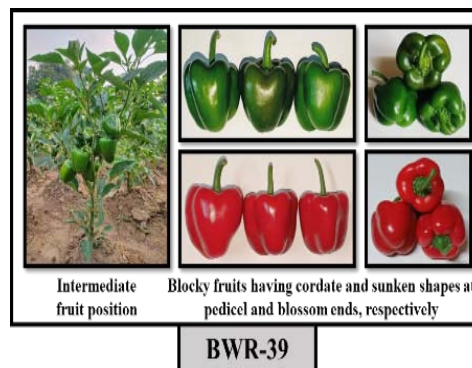 Intermediate
fruit position
Blocky fruits having cordate and sunken shapes at
pedicel and blossom ends, respectively
BWR-39